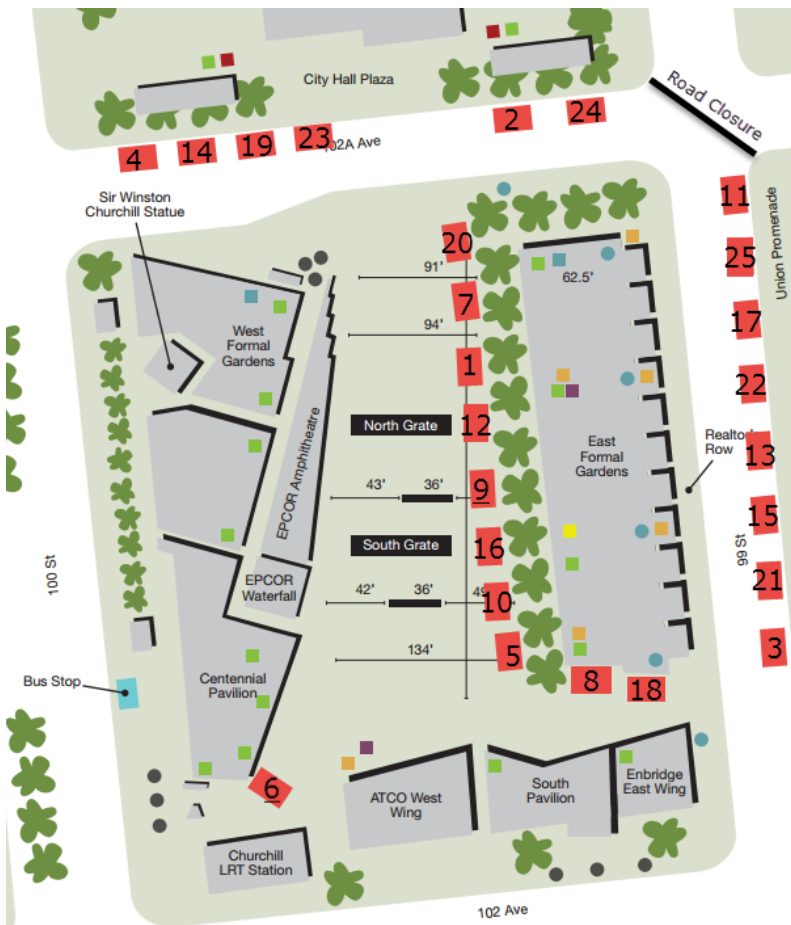 City Hall Plaza
Road Closure
2
24
4
14
19
23
102A Ave
11
Sir Winston
Churchill Statue
Union Promenade
20
25
91'
62.5'
7
94'
17
West
Formal
Gardens
1
22
North Grate
12
EPCOR Amphitheatre
East
Formal
Gardens
13
Row
43'
36'
9
15
99 St
South Grate
16
100 St
21
EPCOR
Waterfall
42'
36'
10
3
134'
5
Centennial
Pavilion
Bus Stop
8
18
6
ATCO West
Wing
South
Pavilion
Enbridge
East Wing
Churchill
LRT Station
102 Ave